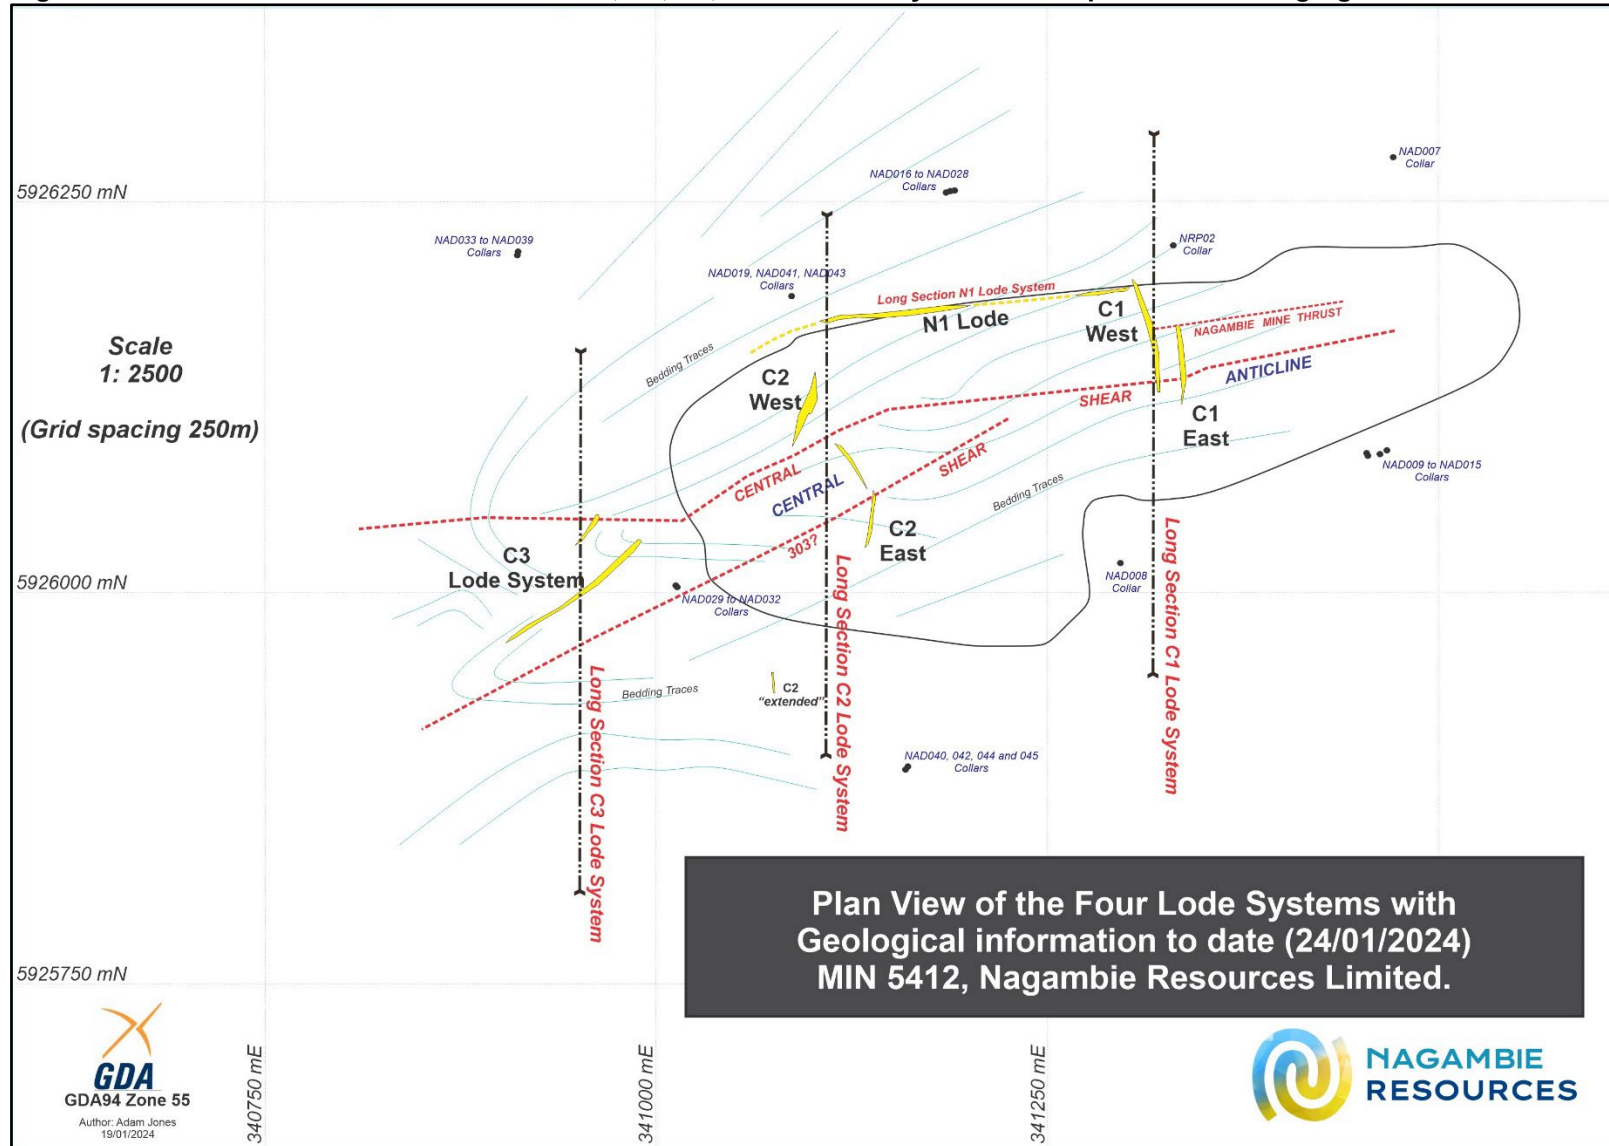 NAD007
Collar
NAD016 to NAD028
Collars
5926250 mN
NAD033 to NAD039
Collars
NRP02
Collar
NAD019, NAD041, NAD043
Collars
Long Section N1 Lode System
N1 Lode
C1
West
NAGAMBIE MINE THRUST
Scale
1: 2500
(Grid spacing 250m)
Bedding Traces
C2
West
ANTICLINE
SHEAR
C1
East
CENTRAL
CENTRAL
SHEAR
NAD009 to NAD015
Collars
Bedding Traces
303?
C2
East
C3
Lode System
5926000 mN
NAD029 to NAD032
Collars
NAD008
Collar
Long Section C3 Lode System
Long Section C2 Lode System
Long Section C1 Lode System
Bedding Traces
C2
“extended”
NAD040, 042, 044 and 045
Collars
Plan View of the Four Lode Systems with
Geological information to date (24/01/2024)
MIN 5412, Nagambie Resources Limited.
5925750 mN
GDA
GDA94 Zone 55
Author: Adam Jones
19/01/2024
340750 mE
341000 mE
341250 mE
NAGAMBIE
RESOURCES